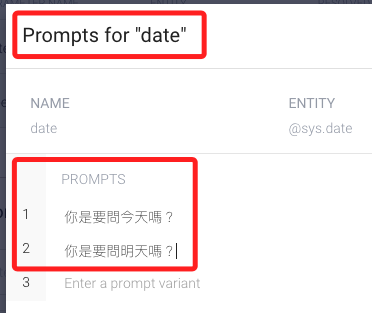 Prompts for "date"
NAME ENTITY
date @sys.date
PROMPTS
1 你是要問今天嗎？
2 你是要問明天嗎？
3 Enter a prompt variant